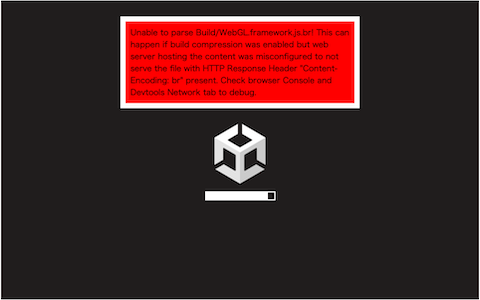 Unable to parse Build/WebGL.framework.js.br! This can
happen if build compression was enabled but web-
server hosting the content was misconfigured to not
serve the file with HTTP Response Header "Content-
Encoding: br" present. Check browser Console and
Devtools Network tab to debug.